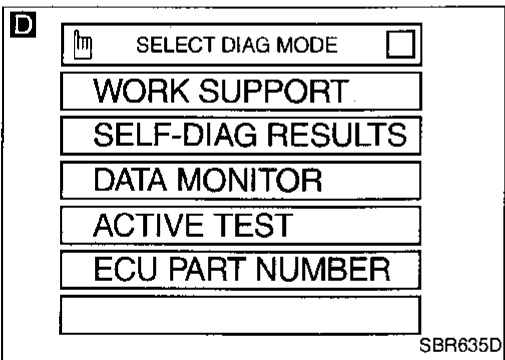 D
SELECT DIAG MODE
WORK SUPPORT
SELF-DIAG RESULTS
DATA MONITOR
ACTIVE TEST
ECU PART NUMBER
SBR635D